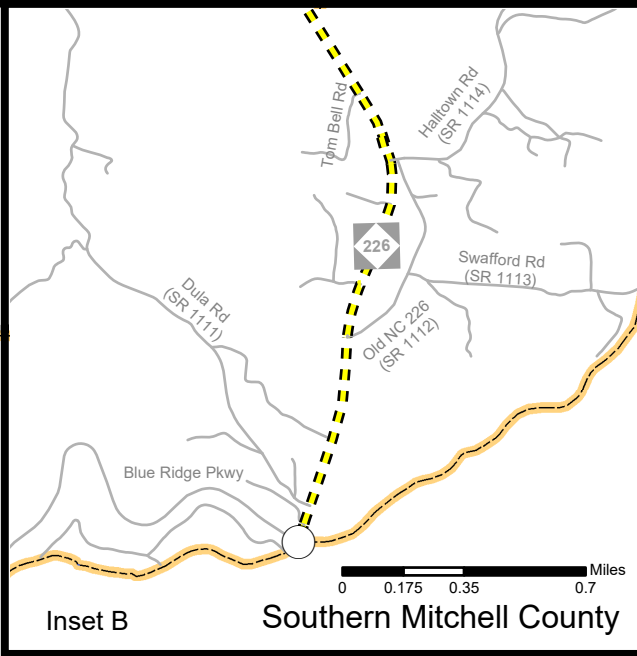 Tom Bell Rd
Halltown Rd
(SR 1114)
226
Swafford Rd
(SR 1113)
Dula Rd
(SR 1111)
Old NC 226
(SR 1112)
Blue Ridge Pkwy
Miles
0 0.175 0.35 0.7
Inset B
Southern Mitchell County